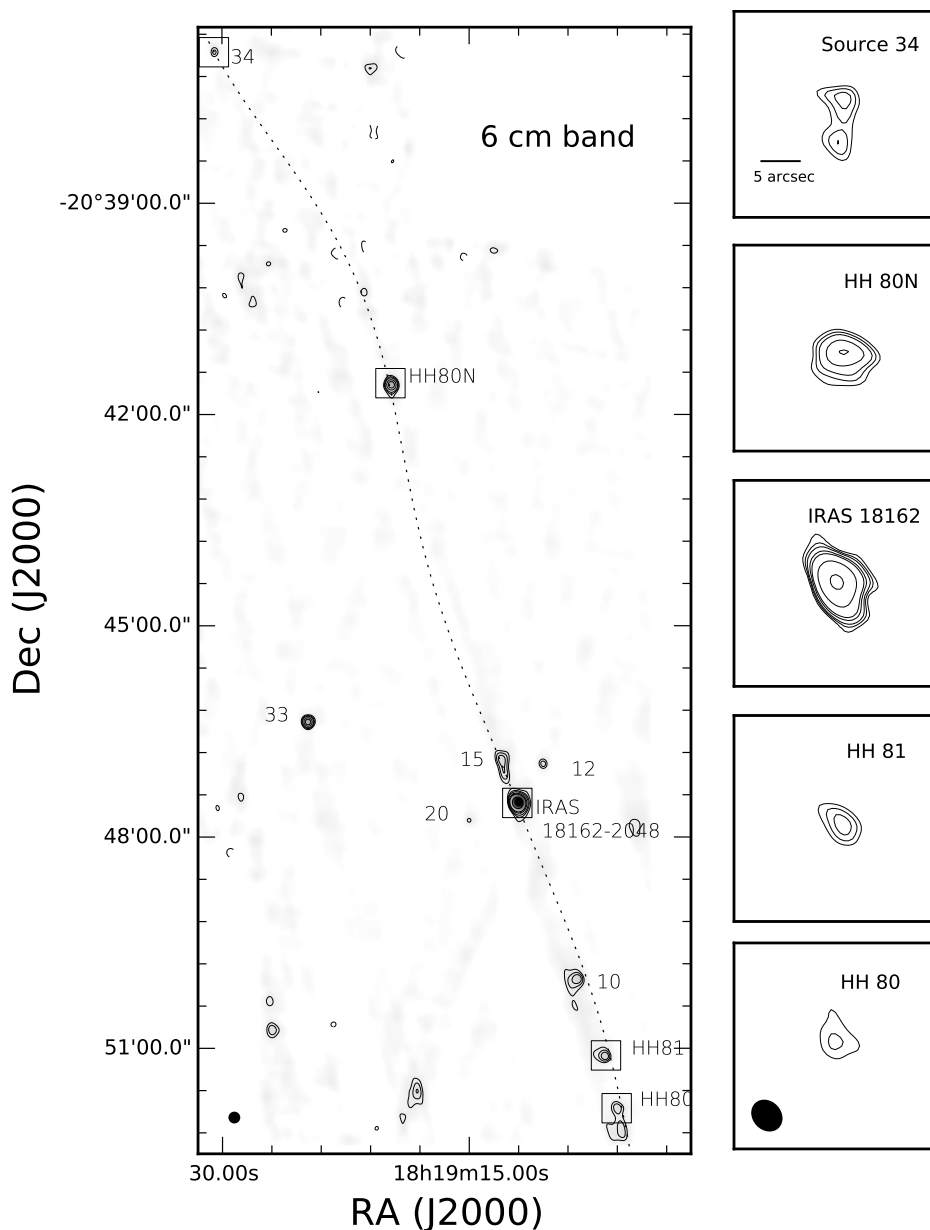 34
6 cm band
-20°39'00.0"
HH80N
42'00.0"
Dec (J2000)
45'00.0"
33
15
12
IRAS
20
18162-2048
48'00.0"
10
51'00.0"
HH81
HH80
30.00s
18h19m15.00s
RA (J2000)
Source 34
5 arcsec
HH 80N
IRAS 18162
HH 81
HH 80